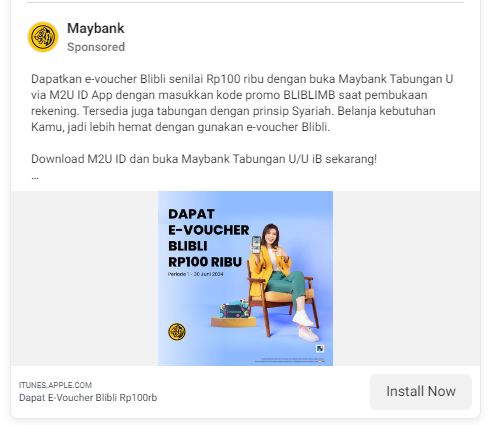 Maybank
Sponsored
Dapatkan e-voucher Blibli senilai Rp100 ribu dengan buka Maybank Tabungan U
via M2U ID App dengan masukkan kode promo BLIBLIMB saat pembukaan
rekening. Tersedia juga tabungan dengan prinsip Syariah. Belanja kebutuhan
Kamu, jadi lebih hemat dengan gunakan e-voucher Blibli.
Download M2U ID dan buka Maybank Tabungan U/U iB sekarang!
...
DAPAT
E-VOUCHER
BLIBLI
RP100 RIBU
Periode 1 - 30 Juni 2024
ITUNES.APPLE.COM
Dapat E-Voucher Blibli Rp100rb
Install Now